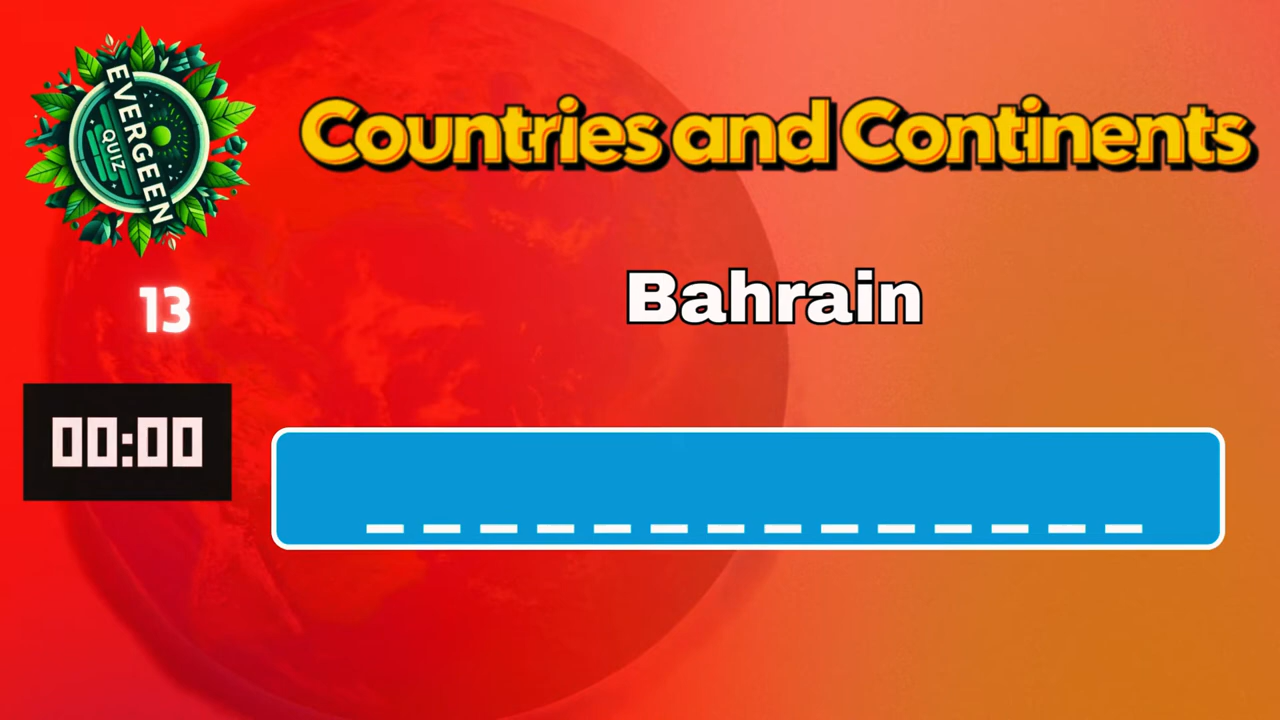 EVERGEEN
QUIZ
Countries and Continents
13
Bahrain
00:00
_ _ _ _ _ _ _ _ _ _ _ _ _ _